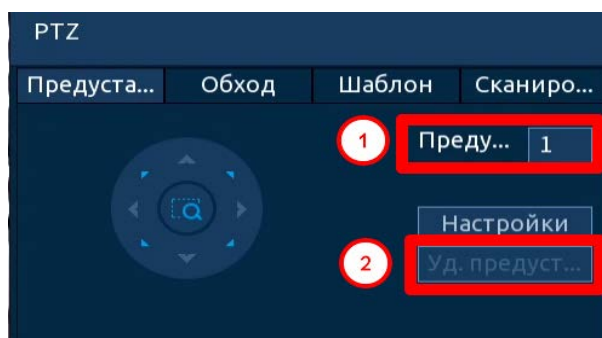 PTZ
Предуста... Обход Шаблон Сканиро...
1 Преду... 1
Настройки
2 Уд. предуст...